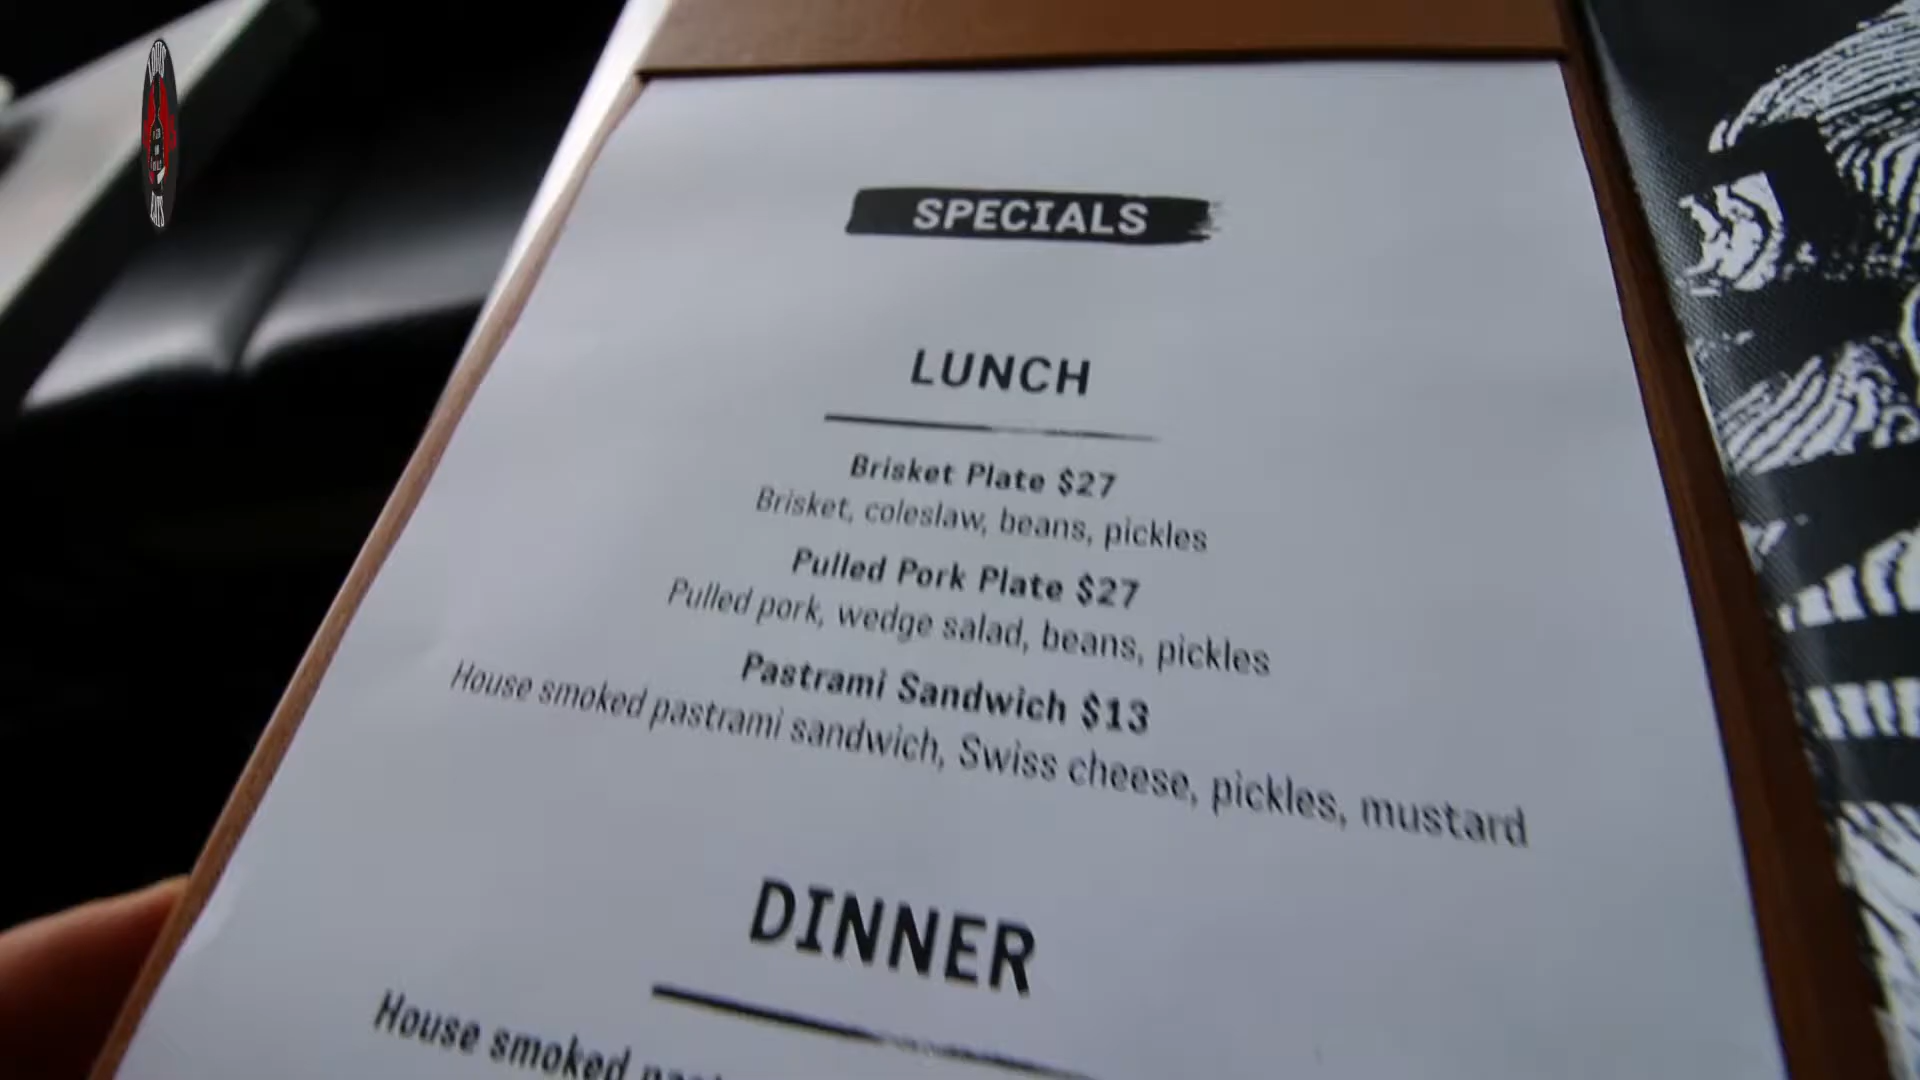 SPECIALS
LUNCH
Brisket Plate $27
Brisket, coleslaw, beans, pickles
Pulled Pork Plate $27
Pulled pork, wedge salad, beans, pickles
Pastrami Sandwich $13
House smoked pastrami sandwich, Swiss cheese, pickles, mustard
DINNER
House smoked